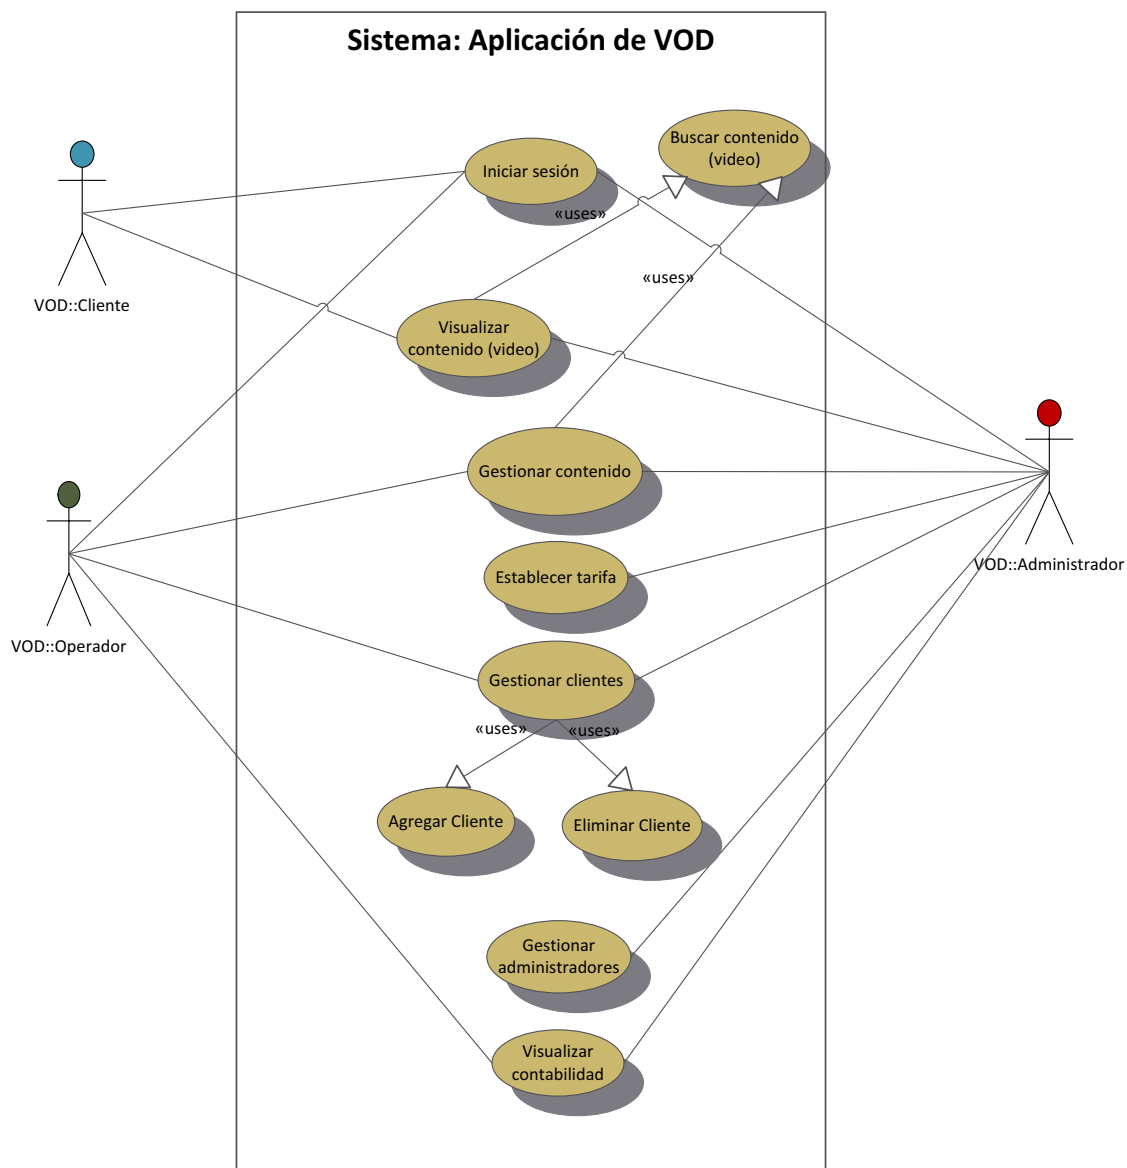 Sistema: Aplicación de VOD
Buscar contenido
(video)
Iniciar sesión
«uses»
«uses»
VOD::Cliente
Visualizar
contenido (video)
Gestionar contenido
VOD::Administrador
Establecer tarifa
VOD::Operador
Gestionar clientes
«uses»
«uses»
Agregar Cliente
Eliminar Cliente
Gestionar
administradores
Visualizar
contabilidad